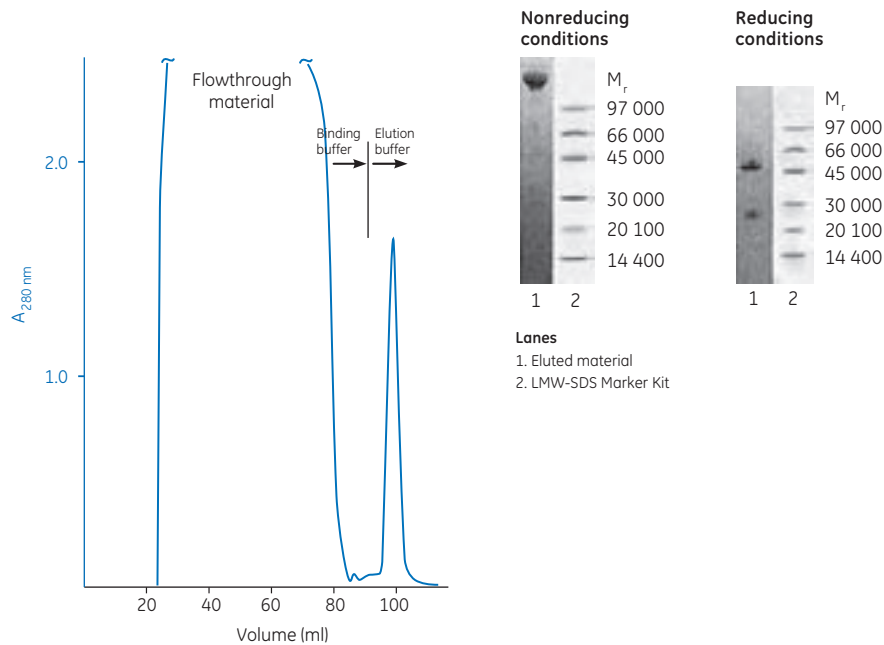 Flowthrough
material
Binding
buffer
Elution
buffer
2.0
1.0
A280 nm
20 40 60 80 100
Volume (ml)
Nonreducing
conditions
Mr
97 000
66 000
45 000
30 000
20 100
14 400
1 2
Reducing
conditions
Mr
97 000
66 000
45 000
30 000
20 100
14 400
1 2
Lanes
1. Eluted material
2. LMW-SDS Marker Kit